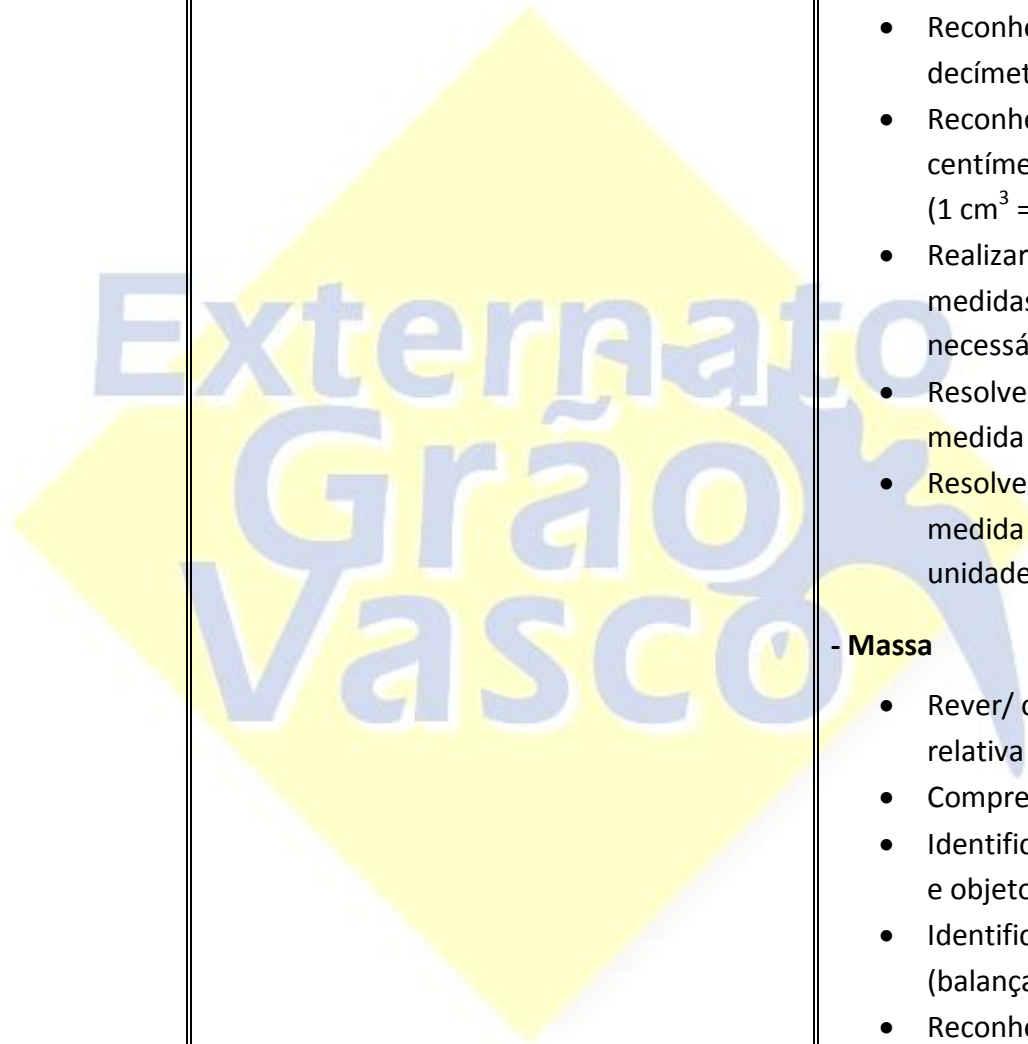 Externato
Grão
Vasco
• Reconhe
decímet
• Reconhe
centíme
(1 cm³ =
• Realizar
medidas
necessá
• Resolve
medida
• Resolve
medida
unidade
- Massa
• Rever/
relativa
• Compre
• Identific
e objeto
• Identific
(balança
• Reconhe